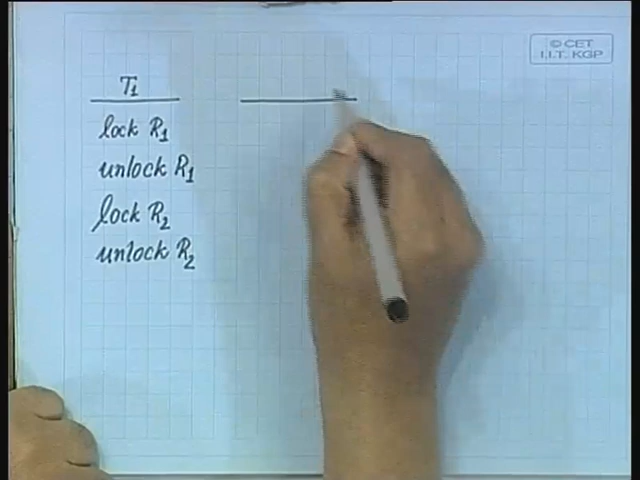 © CET
I.I.T. KGP
T1
lock R1
unlock R1
lock R2
unlock R2